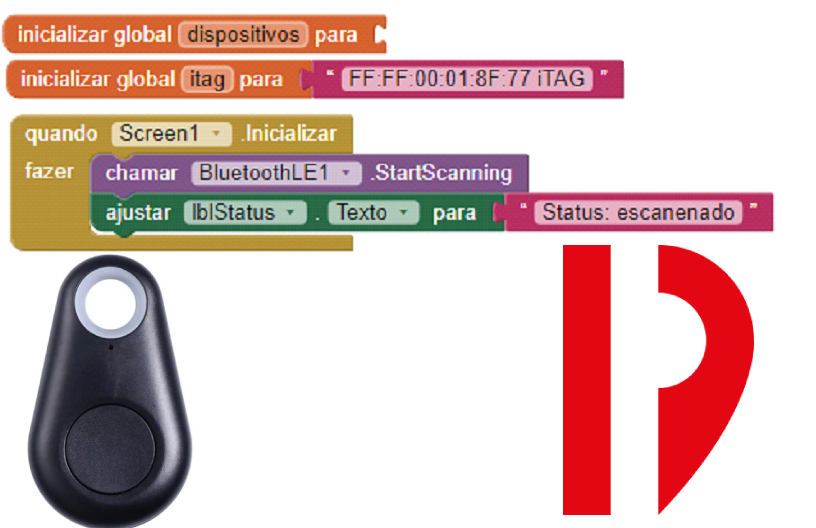 inicializar global dispositivos para
inicializar global itag para " FF:FF:00:01:8F:77 iTAG "
quando Screen1 .Inicializar
fazer chamar BluetoothLE1 .StartScanning
ajustar lblStatus . Texto para " Status: escanenado "